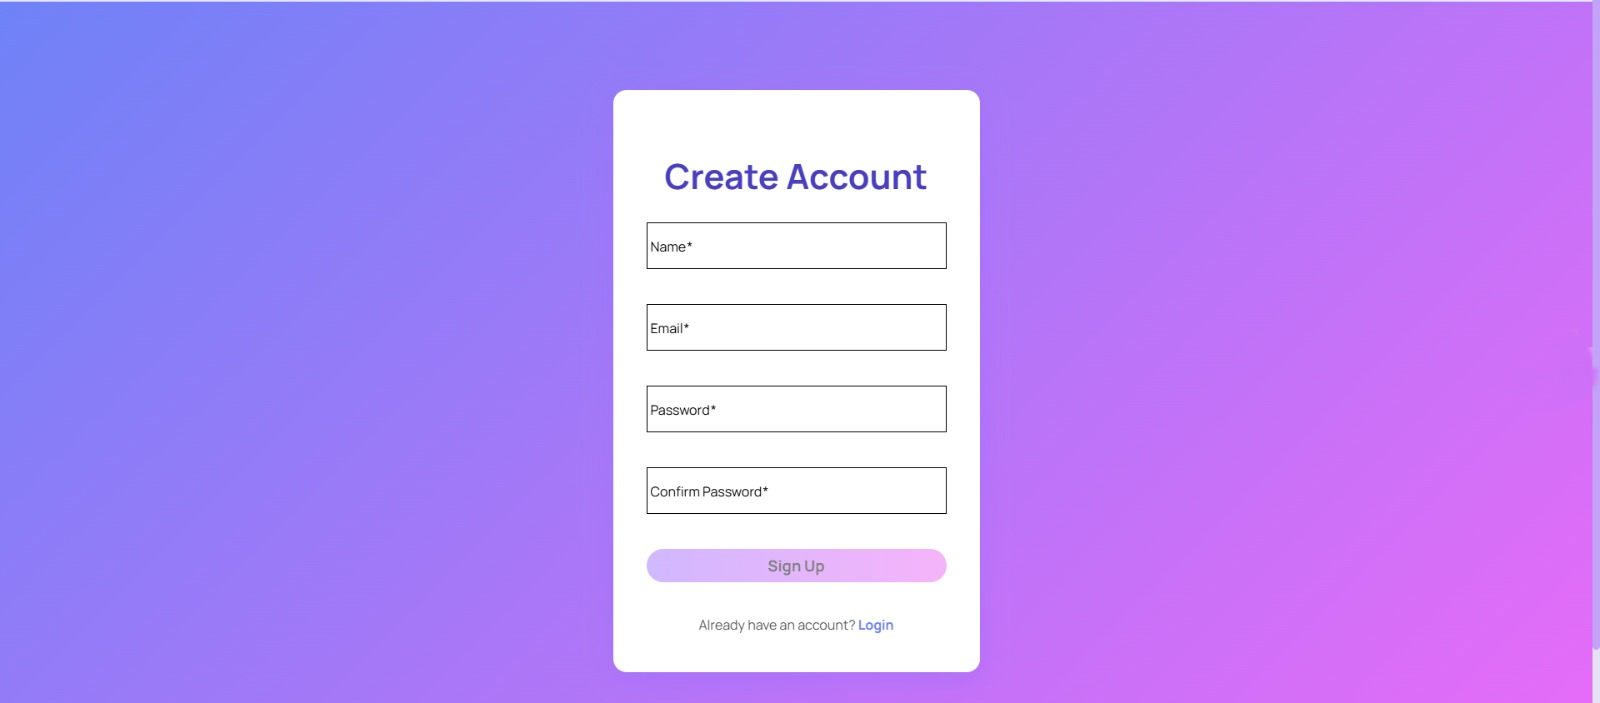 Create Account
Name*
Email*
Password*
Confirm Password*
Sign Up
Already have an account? Login